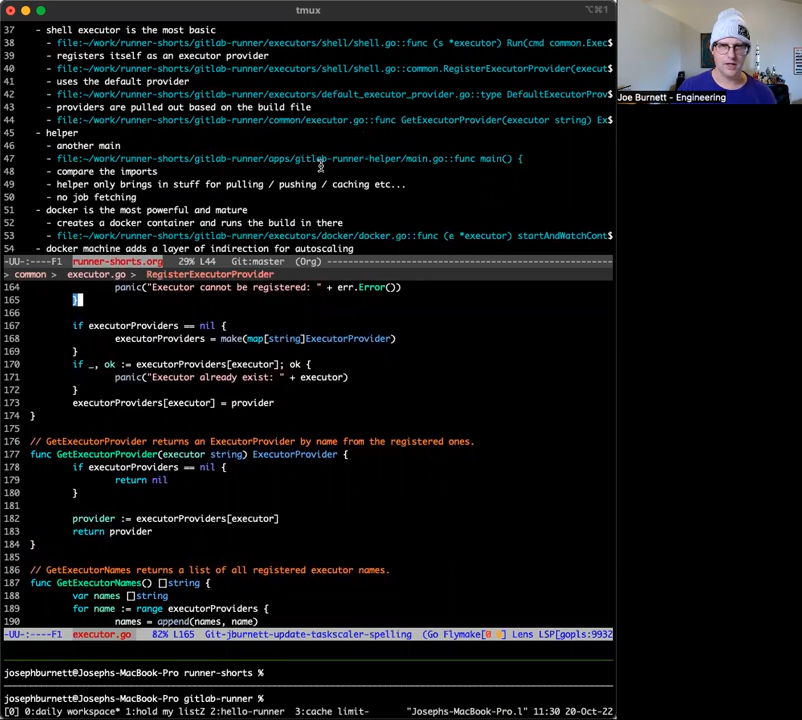 tmux
⌥⌘1
37 - shell executor is the most basic
38 - file:~/work/runner-shorts/gitlab-runner/executors/shell/shell.go::func (s *executor) Run(cmd common.Exec$
39 - registers itself as an executor provider
40 - file:~/work/runner-shorts/gitlab-runner/executors/shell/shell.go::common.RegisterExecutorProvider(execut$
41 - uses the default provider
42 - file:~/work/runner-shorts/gitlab-runner/executors/default_executor_provider.go::type DefaultExecutorProv$
43 - providers are pulled out based on the build file
44 - file:~/work/runner-shorts/gitlab-runner/common/executor.go::func GetExecutorProvider(executor string) Ex$
45 - helper
46 - another main
47 - file:~/work/runner-shorts/gitlab-runner/apps/gitlab-runner-helper/main.go::func main() {
48 - compare the imports
49 - helper only brings in stuff for pulling / pushing / caching etc...
50 - no job fetching
51 - docker is the most powerful and mature
52 - creates a docker container and runs the build in there
53 - file:~/work/runner-shorts/gitlab-runner/executors/docker/docker.go::func (e *executor) startAndWatchCont$
54 - docker machine adds a layer of indirection for autoscaling
-UU-:----F1 runner-shorts.org 29% L44 Git:master (Org) ------------------------------
> common > executor.go > RegisterExecutorProvider
164 panic("Executor cannot be registered: " + err.Error())
165 }
166
167 if executorProviders == nil {
168 executorProviders = make(map[string]ExecutorProvider)
169 }
170 if _, ok := executorProviders[executor]; ok {
171 panic("Executor already exist: " + executor)
172 }
173 executorProviders[executor] = provider
174 }
175
176 // GetExecutorProvider returns an ExecutorProvider by name from the registered ones.
177 func GetExecutorProvider(executor string) ExecutorProvider {
178 if executorProviders == nil {
179 return nil
180 }
181
182 provider := executorProviders[executor]
183 return provider
184 }
185
186 // GetExecutorNames returns a list of all registered executor names.
187 func GetExecutorNames() []string {
188 var names []string
189 for name := range executorProviders {
190 names = append(names, name)
-UU-:----F1 executor.go 82% L165 Git-jburnett-update-taskscaler-spelling (Go Flymake[0 0] Lens LSP[gopls:9932
josephburnett@Josephs-MacBook-Pro runner-shorts %
josephburnett@Josephs-MacBook-Pro gitlab-runner %
[0] 0:daily workspace* 1:hold my listZ 2:hello-runner 3:cache limit- "Josephs-MacBook-Pro.l" 11:30 20-Oct-22
Joe Burnett - Engineering